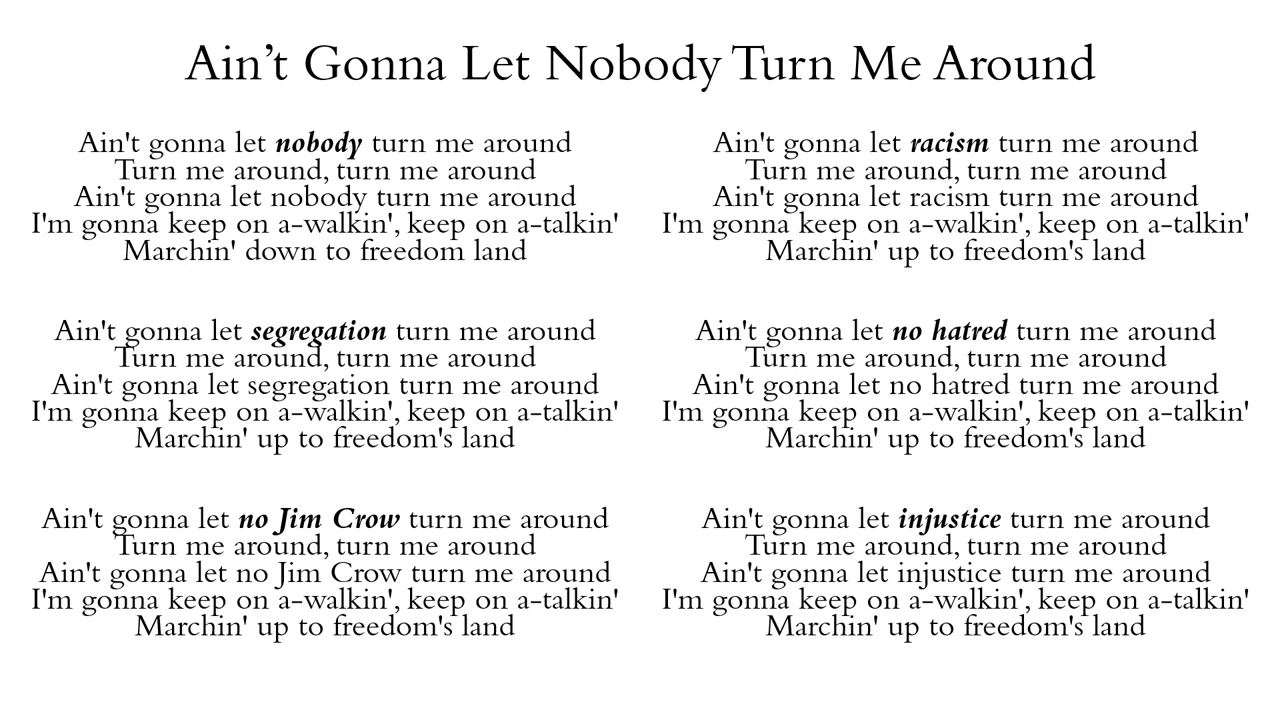 Ain’t Gonna Let Nobody Turn Me Around
Ain't gonna let nobody turn me around
Turn me around, turn me around
Ain't gonna let nobody turn me around
I'm gonna keep on a-walkin', keep on a-talkin'
Marchin' down to freedom land
Ain't gonna let segregation turn me around
Turn me around, turn me around
Ain't gonna let segregation turn me around
I'm gonna keep on a-walkin', keep on a-talkin'
Marchin' up to freedom's land
Ain't gonna let no Jim Crow turn me around
Turn me around, turn me around
Ain't gonna let no Jim Crow turn me around
I'm gonna keep on a-walkin', keep on a-talkin'
Marchin' up to freedom's land
Ain't gonna let racism turn me around
Turn me around, turn me around
Ain't gonna let racism turn me around
I'm gonna keep on a-walkin', keep on a-talkin'
Marchin' up to freedom's land
Ain't gonna let no hatred turn me around
Turn me around, turn me around
Ain't gonna let no hatred turn me around
I'm gonna keep on a-walkin', keep on a-talkin'
Marchin' up to freedom's land
Ain't gonna let injustice turn me around
Turn me around, turn me around
Ain't gonna let injustice turn me around
I'm gonna keep on a-walkin', keep on a-talkin'
Marchin' up to freedom's land